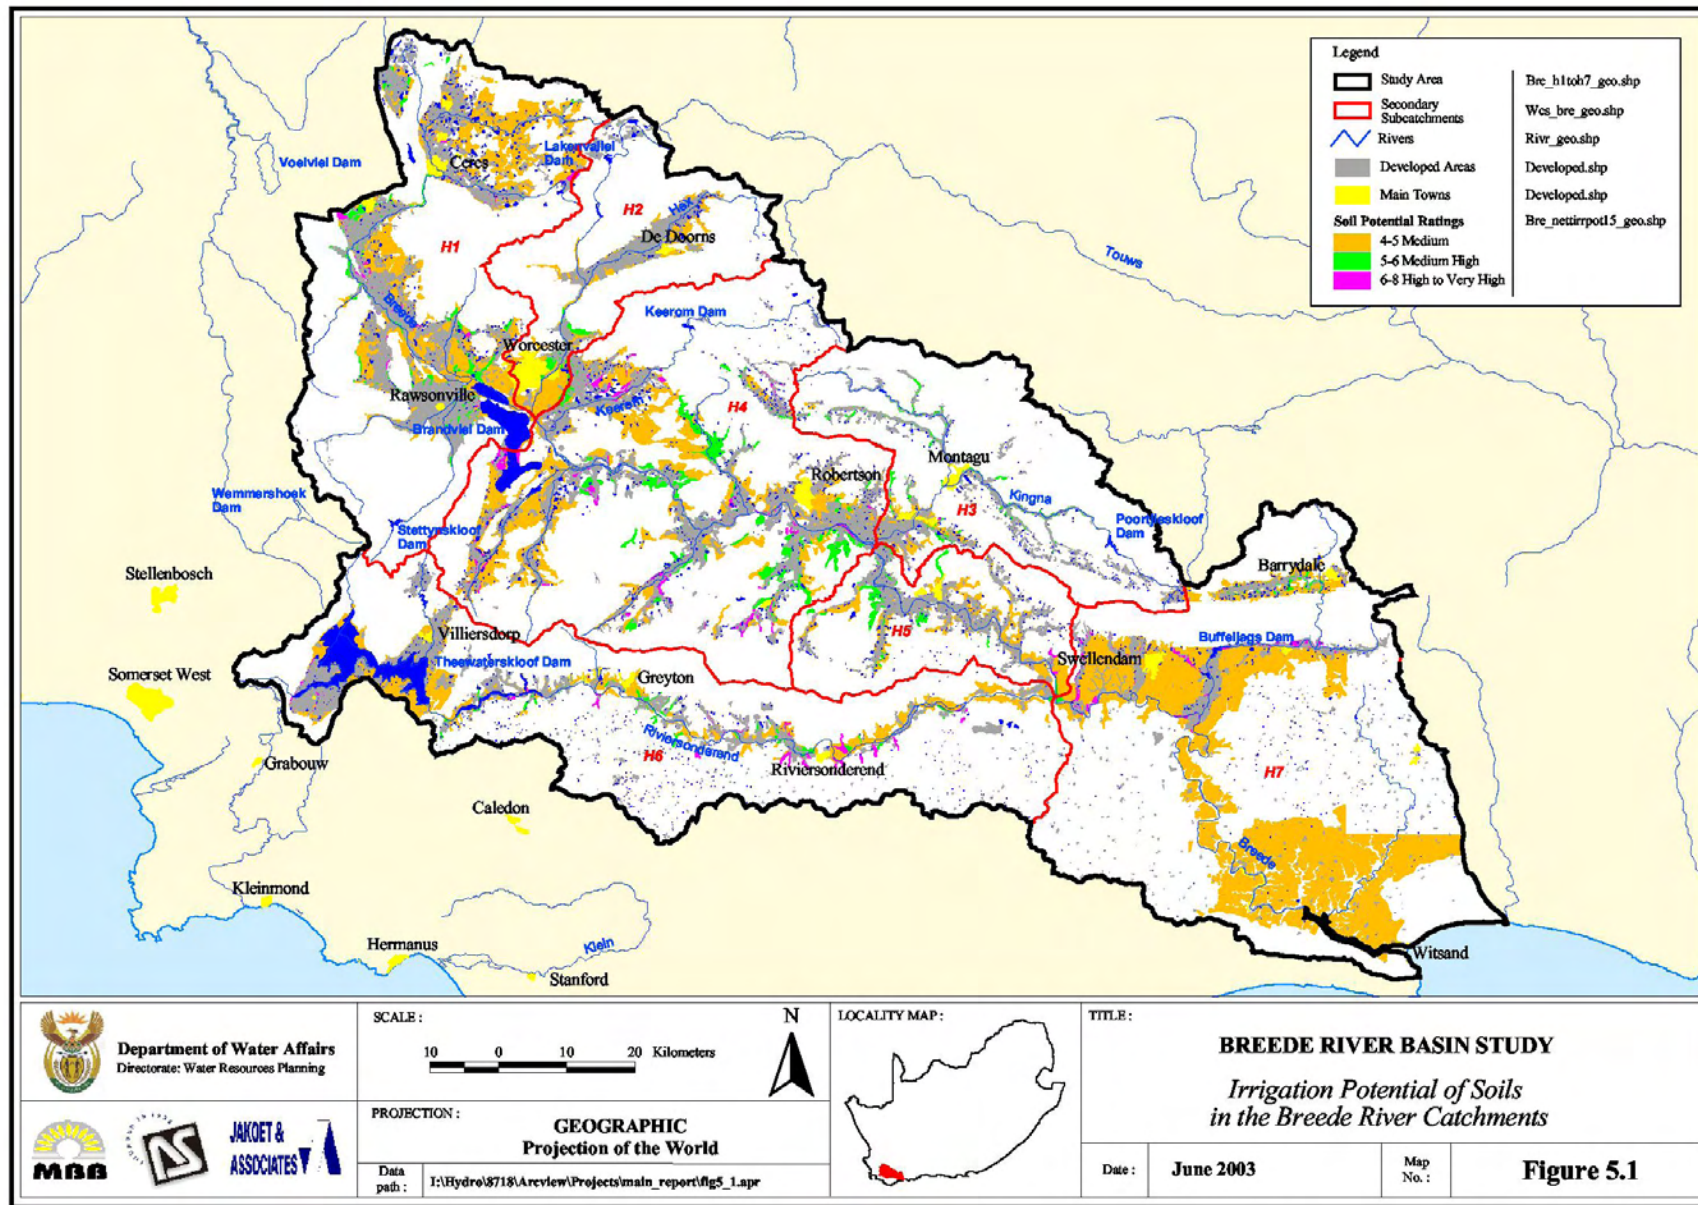 Legend
Study Area
Bre_h1toh7_geo.shp
Secondary
Subcatchments
Wcs_bre_geo.shp
Rivers
Rivr_geo.shp
Developed Areas
Developed.shp
Main Towns
Developed.shp
Soil Potential Ratings
Bre_nettirrpot15_geo.shp
4-5 Medium
5-6 Medium High
6-8 High to Very High
Voelvlei Dam
Ceres
Lakenvallei
Dam
H2
Hex
H1
De Doorns
Touws
Breede
Keerom Dam
Worcester
Rawsonville
Keerom
H4
Brandvlei Dam
Montagu
Robertson
Wemmershoek
Dam
Kingna
H3
Stettynskloof
Dam
Poortjieskloof
Dam
Stellenbosch
Barrydale
Villiersdorp
H5
Buffeljags Dam
Theewaterskloof Dam
Swellendam
Somerset West
Greyton
Riviersonderend
H6
Grabouw
Riviersonderend
H7
Caledon
Breede
Kleinmond
Hermanus
Klein
Stanford
Witsand
Department of Water Affairs
Directorate: Water Resources Planning
SCALE :
10 0 10 20 Kilometers
N
LOCALITY MAP :
TITLE :
BREEDE RIVER BASIN STUDY
Irrigation Potential of Soils
in the Breede River Catchments
MBB
JAKOET &
ASSOCIATES
PROJECTION :
GEOGRAPHIC
Projection of the World
Data
path :
I:\Hydro\8718\Arcview\Projects\main_report\fig5_1.apr
Date :
June 2003
Map
No. :
Figure 5.1